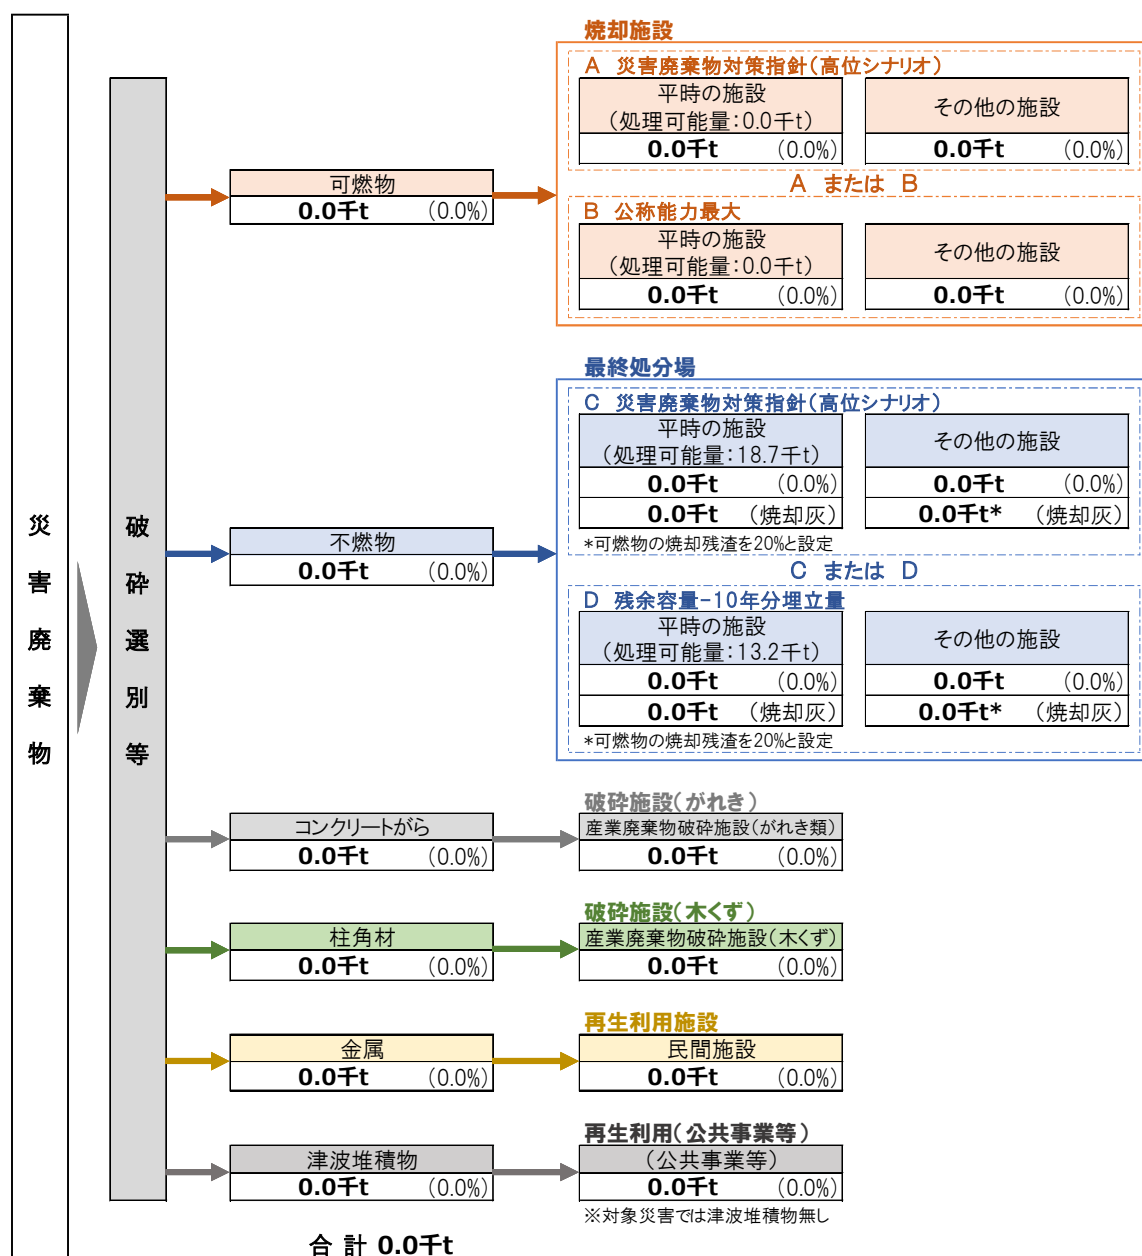 災害廃棄物
破砕選別等
焼却施設
A 災害廃棄物対策指針(高位シナリオ)
平時の施設
(処理可能量:0.0千t)
0.0千t (0.0%)
その他の施設
0.0千t (0.0%)
A または B
B 公称能力最大
平時の施設
(処理可能量:0.0千t)
0.0千t (0.0%)
その他の施設
0.0千t (0.0%)
可燃物
0.0千t (0.0%)
最終処分場
C 災害廃棄物対策指針(高位シナリオ)
平時の施設
(処理可能量:18.7千t)
0.0千t (0.0%)
0.0千t (焼却灰)
その他の施設
0.0千t (0.0%)
0.0千t* (焼却灰)
*可燃物の焼却残渣を20%と設定
C または D
D 残余容量-10年分埋立量
平時の施設
(処理可能量:13.2千t)
0.0千t (0.0%)
0.0千t (焼却灰)
その他の施設
0.0千t (0.0%)
0.0千t* (焼却灰)
*可燃物の焼却残渣を20%と設定
不燃物
0.0千t (0.0%)
コンクリートがら
0.0千t (0.0%)
破砕施設(がれき)
産業廃棄物破砕施設(がれき類)
0.0千t (0.0%)
柱角材
0.0千t (0.0%)
破砕施設(木くず)
産業廃棄物破砕施設(木くず)
0.0千t (0.0%)
金属
0.0千t (0.0%)
再生利用施設
民間施設
0.0千t (0.0%)
津波堆積物
0.0千t (0.0%)
再生利用(公共事業等)
(公共事業等)
0.0千t (0.0%)
※対象災害では津波堆積物無し
合 計 0.0千t